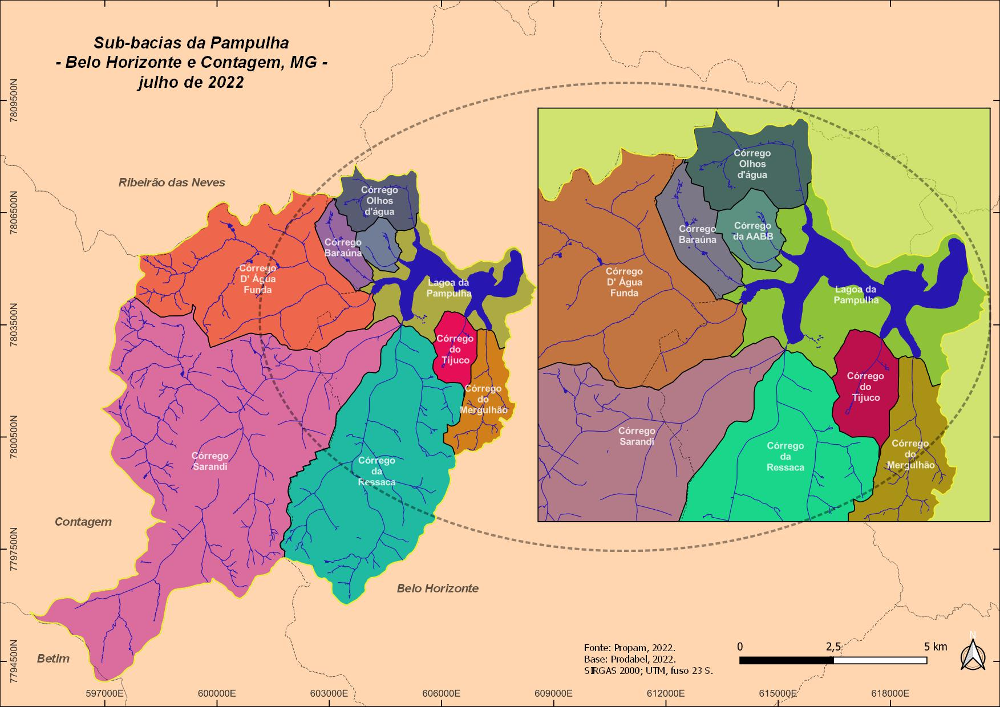 Sub-bacias da Pampulha
- Belo Horizonte e Contagem, MG -
julho de 2022
7809500N
7806500N
7803500N
7800500N
7797500N
7794500N
Ribeirão das Neves
Contagem
Betim
Belo Horizonte
Córrego
Olhos
d'água
Córrego
Baraúna
Córrego
D' Água
Funda
Lagoa da
Pampulha
Córrego
do
Tijuco
Córrego
do
Mergulhão
Córrego
Sarandi
Córrego
da
Ressaca
Córrego
Olhos
d'água
Córrego
Baraúna
Córrego
da AABB
Córrego
D' Água
Funda
Lagoa da
Pampulha
Córrego
do
Tijuco
Córrego
Sarandi
Córrego
da
Ressaca
Córrego
do
Mergulhão
Fonte: Propam, 2022.
Base: Prodabel, 2022.
SIRGAS 2000; UTM, fuso 23 S.
0 2,5 5 km
N
597000E 600000E 603000E 606000E 609000E 612000E 615000E 618000E